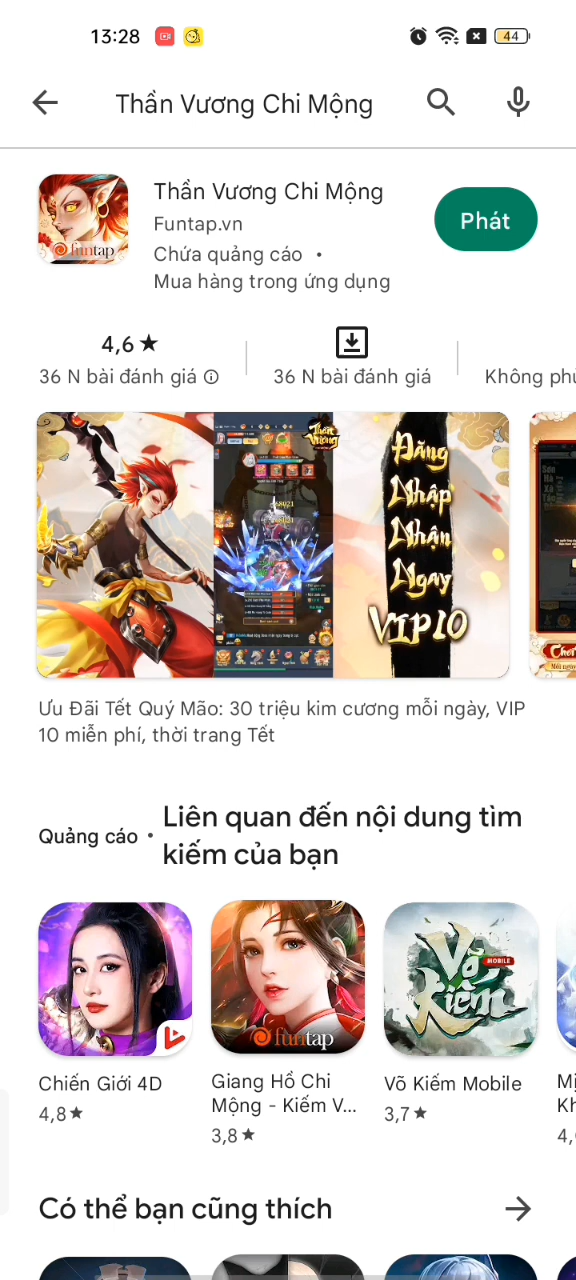 13:28
44
Thần Vương Chi Mộng
Thần Vương Chi Mộng
Funtap.vn
Chứa quảng cáo •
Mua hàng trong ứng dụng
Phát
funtap
4,6 ★
36 N bài đánh giá
36 N bài đánh giá
Không phù
Thần Vương
Đăng
Nhập
Nhận
Ngay
VIP10
Ưu Đãi Tết Quý Mão: 30 triệu kim cương mỗi ngày, VIP
10 miễn phí, thời trang Tết
Quảng cáo •
Liên quan đến nội dung tìm
kiếm của bạn
funtap
Võ
MOBILE
Kiếm
Chiến Giới 4D
4,8 ★
Giang Hồ Chi
Mộng - Kiếm V...
3,8 ★
Võ Kiếm Mobile
3,7 ★
Có thể bạn cũng thích